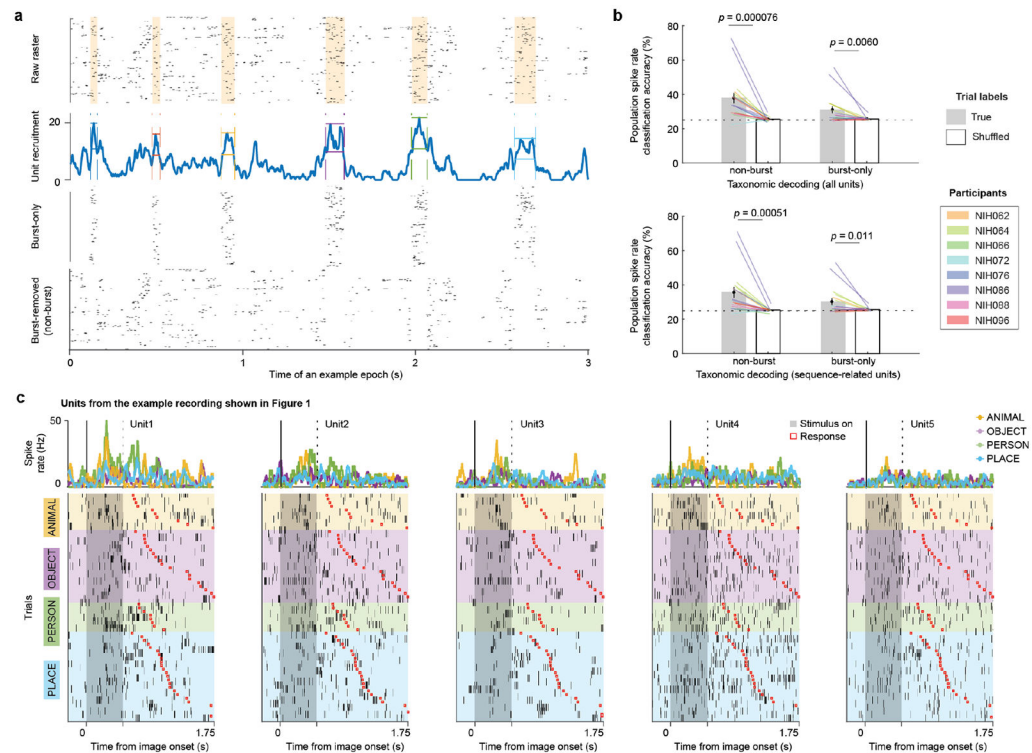 a
Raw raster
Unit recruitment
20
0
Burst-only
Burst-removed
(non-burst)
0
1
2
3
Time of an example epoch (s)
b
p = 0.000076
p = 0.0060
Population spike rate
classification accuracy (%)
80
60
40
20
0
non-burst
burst-only
Taxonomic decoding (all units)
p = 0.00051
p = 0.011
Population spike rate
classification accuracy (%)
80
60
40
20
0
non-burst
burst-only
Taxonomic decoding (sequence-related units)
Trial labels
True
Shuffled
Participants
NIH062
NIH064
NIH066
NIH072
NIH076
NIH086
NIH088
NIH096
c
Units from the example recording shown in Figure 1
Spike
rate (Hz)
50
0
Unit1
Unit2
Unit3
Unit4
Unit5
Stimulus on
Response
ANIMAL
OBJECT
PERSON
PLACE
Trials
ANIMAL
OBJECT
PERSON
PLACE
0 1.75
0 1.75
0 1.75
0 1.75
0 1.75
Time from image onset (s)
Time from image onset (s)
Time from image onset (s)
Time from image onset (s)
Time from image onset (s)